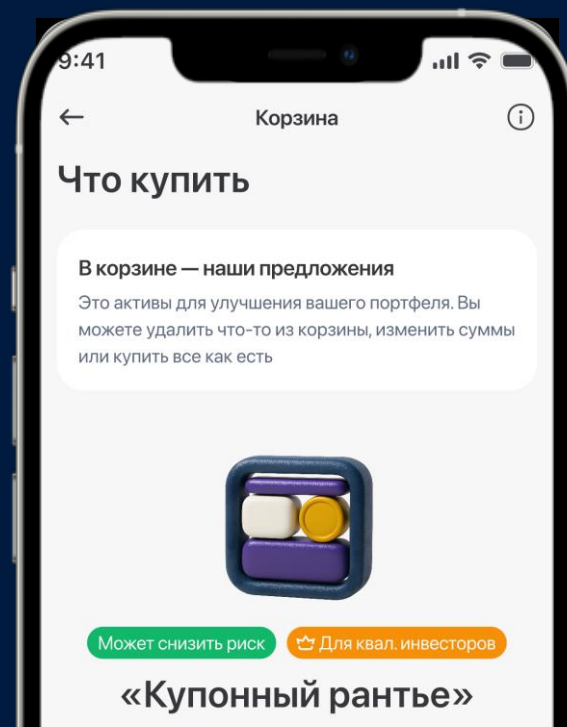 9:41
Корзина
Что купить
В корзине — наши предложения
Это активы для улучшения вашего портфеля. Вы
можете удалить что-то из корзины, изменить суммы
или купить все как есть
Может снизить риск
Для квал. инвесторов
«Купонный рантье»